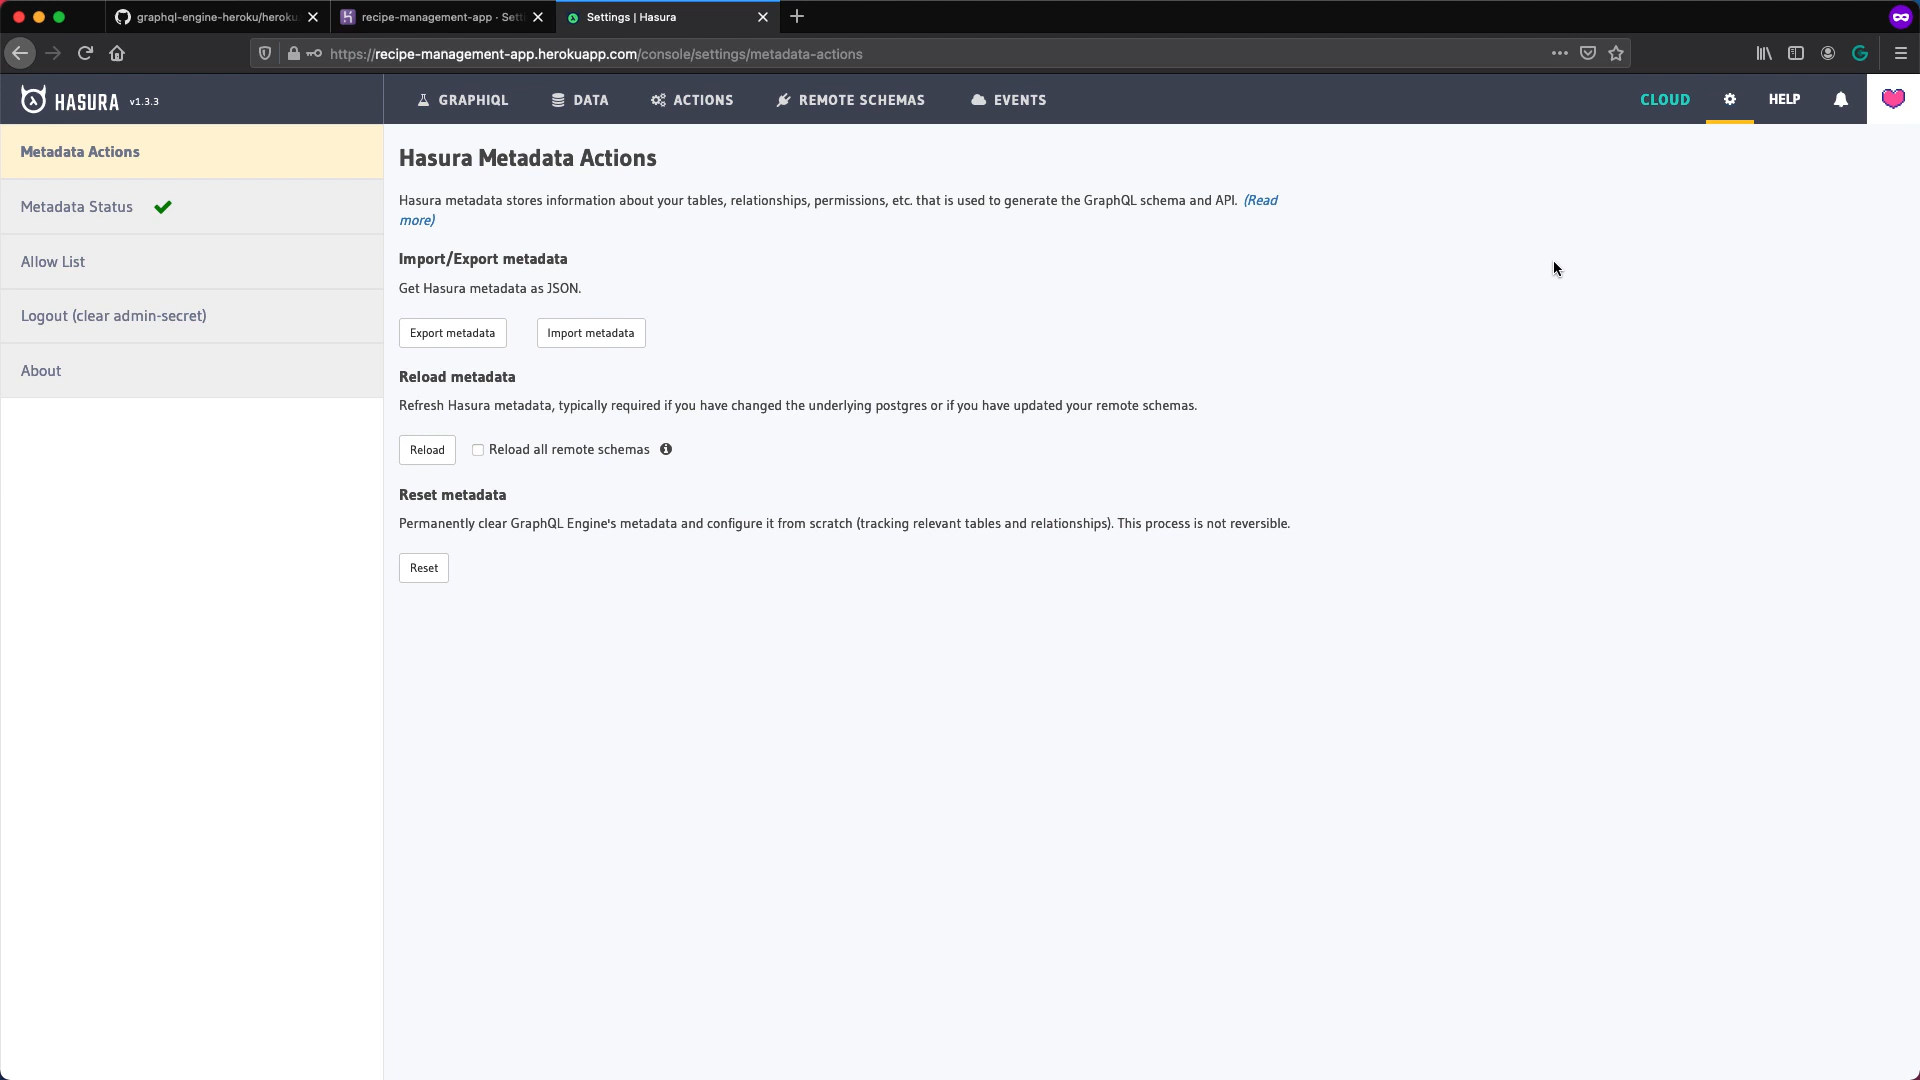 graphql-engine-heroku/heroku.
recipe-management-app · Sett
Settings | Hasura
https://recipe-management-app.herokuapp.com/console/settings/metadata-actions
HASURA v1.3.3
GRAPHIQL
DATA
ACTIONS
REMOTE SCHEMAS
EVENTS
CLOUD
HELP
Metadata Actions
Metadata Status
Allow List
Logout (clear admin-secret)
About
Hasura Metadata Actions
Hasura metadata stores information about your tables, relationships, permissions, etc. that is used to generate the GraphQL schema and API. (Read
more)
Import/Export metadata
Get Hasura metadata as JSON.
Export metadata
Import metadata
Reload metadata
Refresh Hasura metadata, typically required if you have changed the underlying postgres or if you have updated your remote schemas.
Reload
Reload all remote schemas
Reset metadata
Permanently clear GraphQL Engine's metadata and configure it from scratch (tracking relevant tables and relationships). This process is not reversible.
Reset